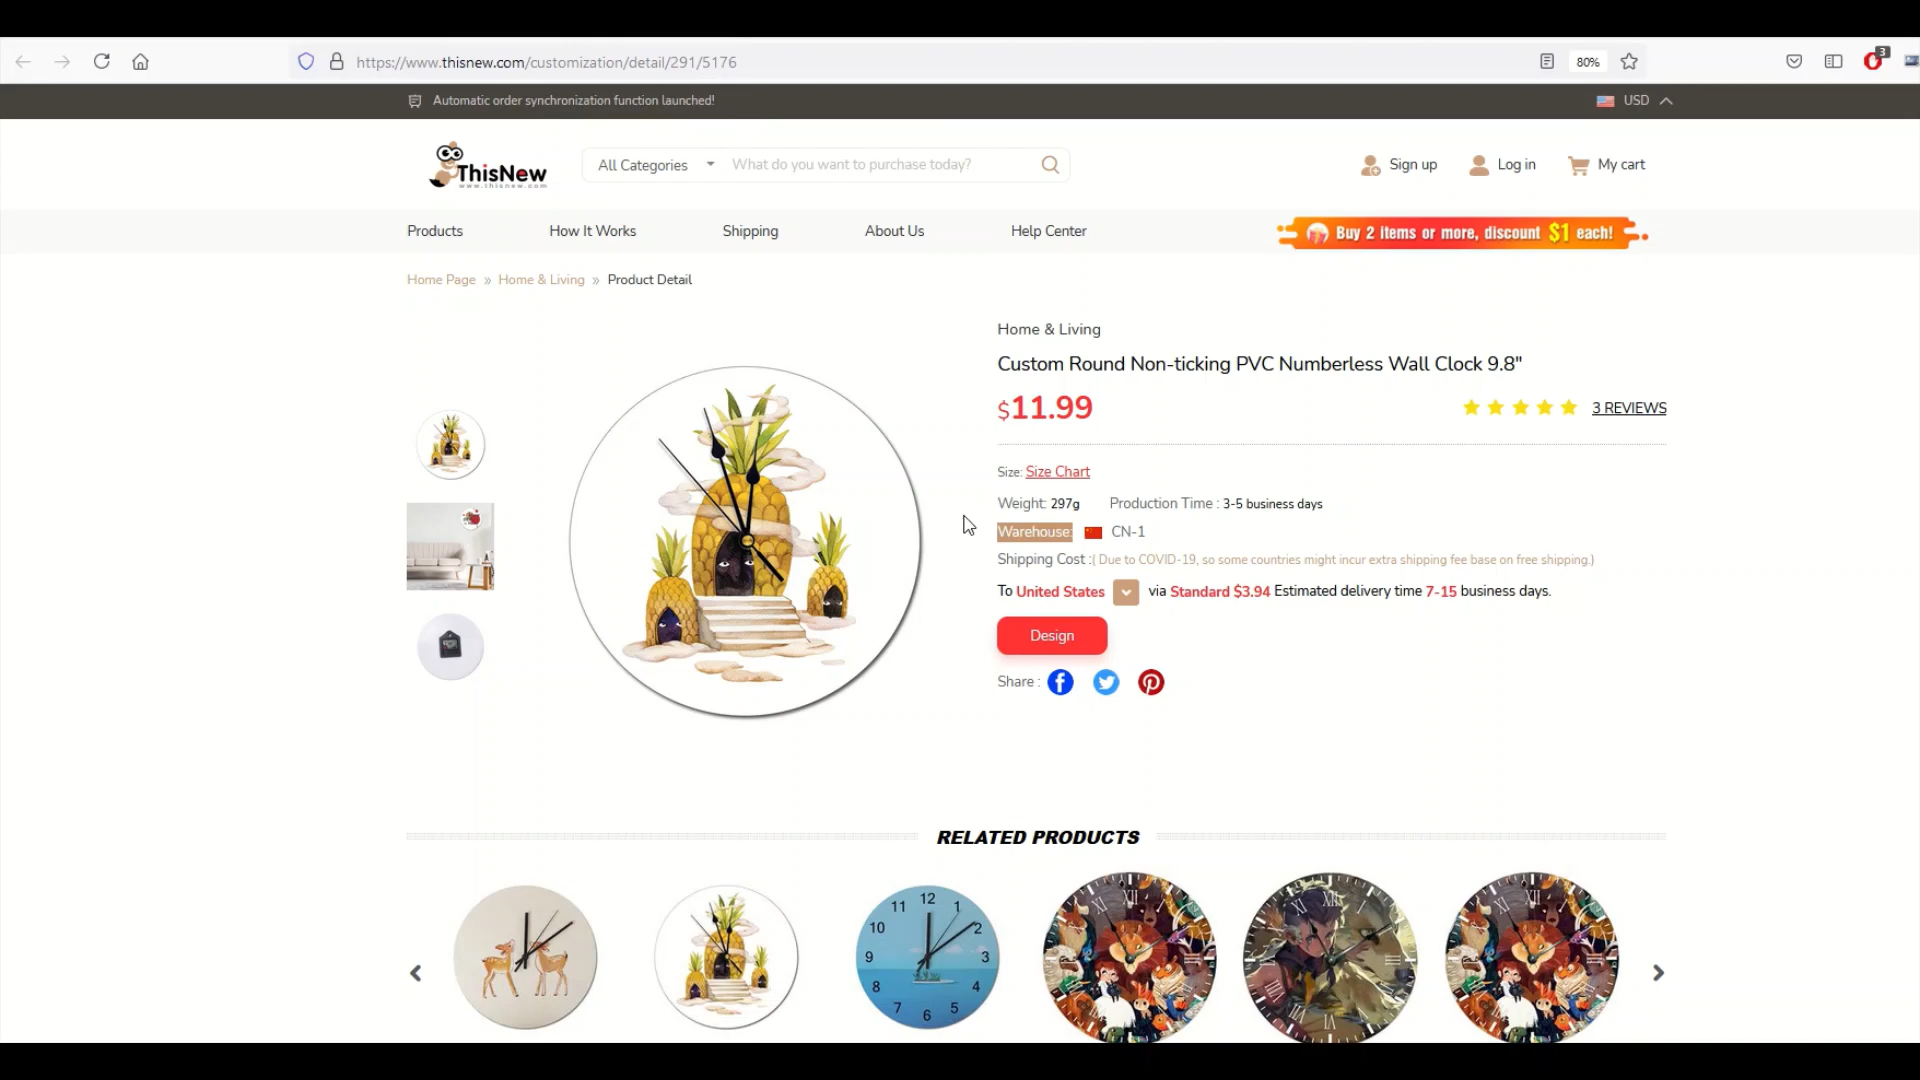 https://www.thisnew.com/customization/detail/291/5176
80%
3
Automatic order synchronization function launched!
USD
ThisNew
www.thisnew.com
All Categories
What do you want to purchase today?
Sign up
Log in
My cart
Products
How It Works
Shipping
About Us
Help Center
Buy 2 items or more, discount $1 each!
Home Page » Home & Living » Product Detail
Home & Living
Custom Round Non-ticking PVC Numberless Wall Clock 9.8"
$11.99
3 REVIEWS
Size: Size Chart
Weight: 297g Production Time : 3-5 business days
Warehouse: CN-1
Shipping Cost :( Due to COVID-19, so some countries might incur extra shipping fee base on free shipping.)
To United States via Standard $3.94 Estimated delivery time 7-15 business days.
Design
Share :
RELATED PRODUCTS
12
11 1
10 2
9 3
8 4
7 5
6